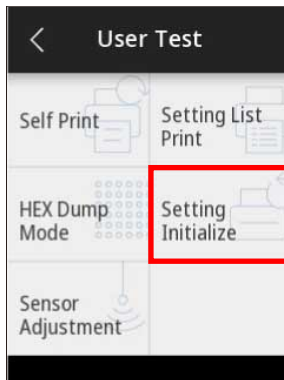 User Test
Self Print
Setting List
Print
HEX Dump
Mode
Setting
Initialize
Sensor
Adjustment